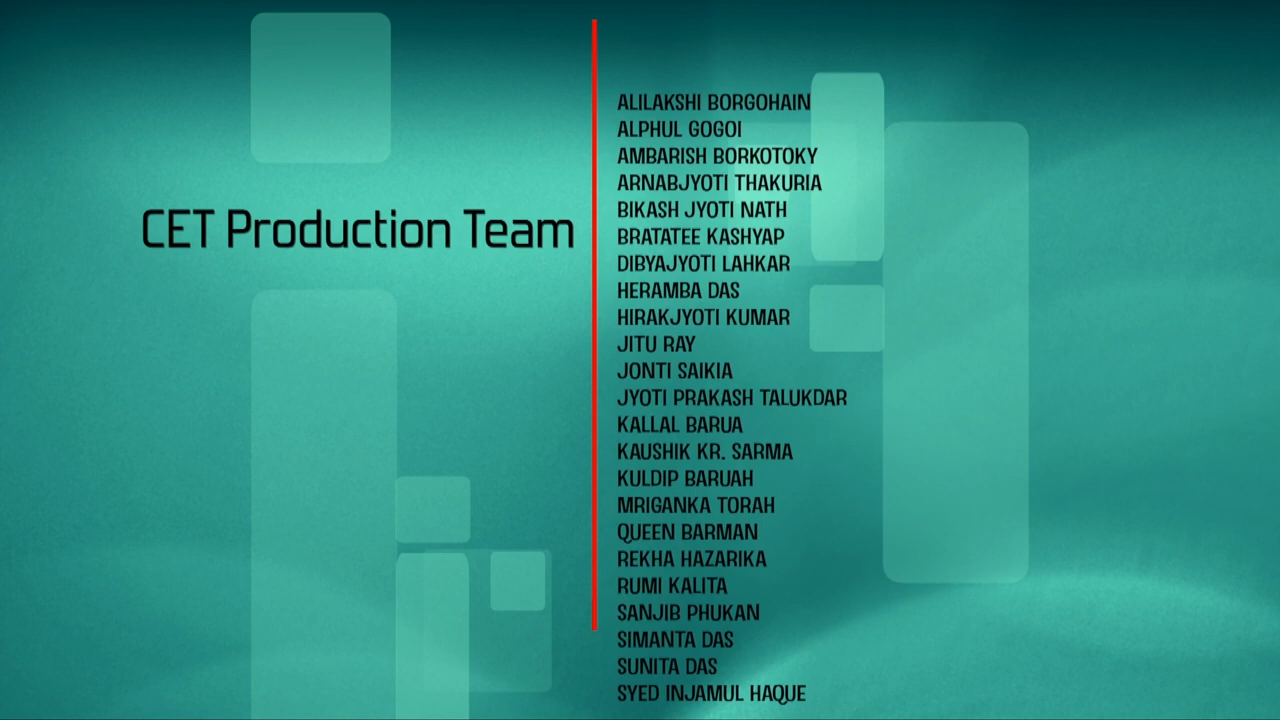 CET Production Team
ALILAKSHI BORGOHAIN
ALPHUL GOGOI
AMBARISH BORKOTOKY
ARNABJYOTI THAKURIA
BIKASH JYOTI NATH
BRATATEE KASHYAP
DIBYAJYOTI LAHKAR
HERAMBA DAS
HIRAKJYOTI KUMAR
JITU RAY
JONTI SAIKIA
JYOTI PRAKASH TALUKDAR
KALLAL BARUA
KAUSHIK KR. SARMA
KULDIP BARUAH
MRIGANKA TORAH
QUEEN BARMAN
REKHA HAZARIKA
RUMI KALITA
SANJIB PHUKAN
SIMANTA DAS
SUNITA DAS
SYED INJAMUL HAQUE